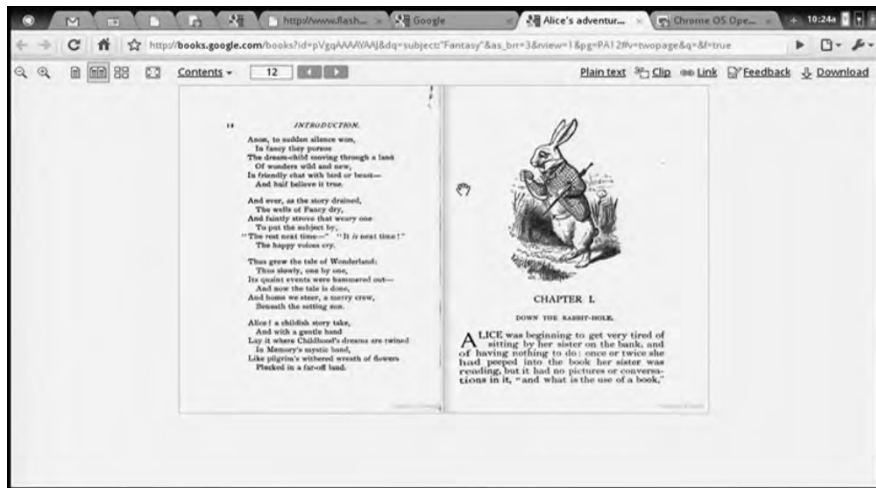 http://www.flash...
Google
Alice's adventur...
Chrome OS Ope...
10:24a
http://books.google.com/books?id=pVgqAAAAYAAJ&dq=subject:"Fantasy"&as_brr=3&rview=1&pg=PA12#v=twopage&q=&f=true
Contents
12
Plain text
Clip
Link
Feedback
Download
INTRODUCTION.
Anon, to sudden silence won,
In fancy they pursue
The dream-child moving through a land
Of wonders wild and new,
In friendly chat with bird or beast—
And half believe it true.
And ever, as the story drained,
The wells of Fancy dry,
And faintly strove that weary one
To put the subject by,
"The rest next time—" "It is next time!"
The happy voices cry.
Thus grew the tale of Wonderland:
Thus slowly, one by one,
Its quaint events were hammered out—
And now the tale is done,
And home we steer, a merry crew,
Beneath the setting sun.
Alice! a childish story take,
And with a gentle hand
Lay it where Childhood's dreams are twined
In Memory's mystic band,
Like pilgrim's withered wreath of flowers
Plucked in a far-off land.
CHAPTER I.
DOWN THE RABBIT-HOLE.
ALICE was beginning to get very tired of
sitting by her sister on the bank, and
of having nothing to do: once or twice she
had peeped into the book her sister was
reading, but it had no pictures or conversa-
tions in it, "and what is the use of a book,"